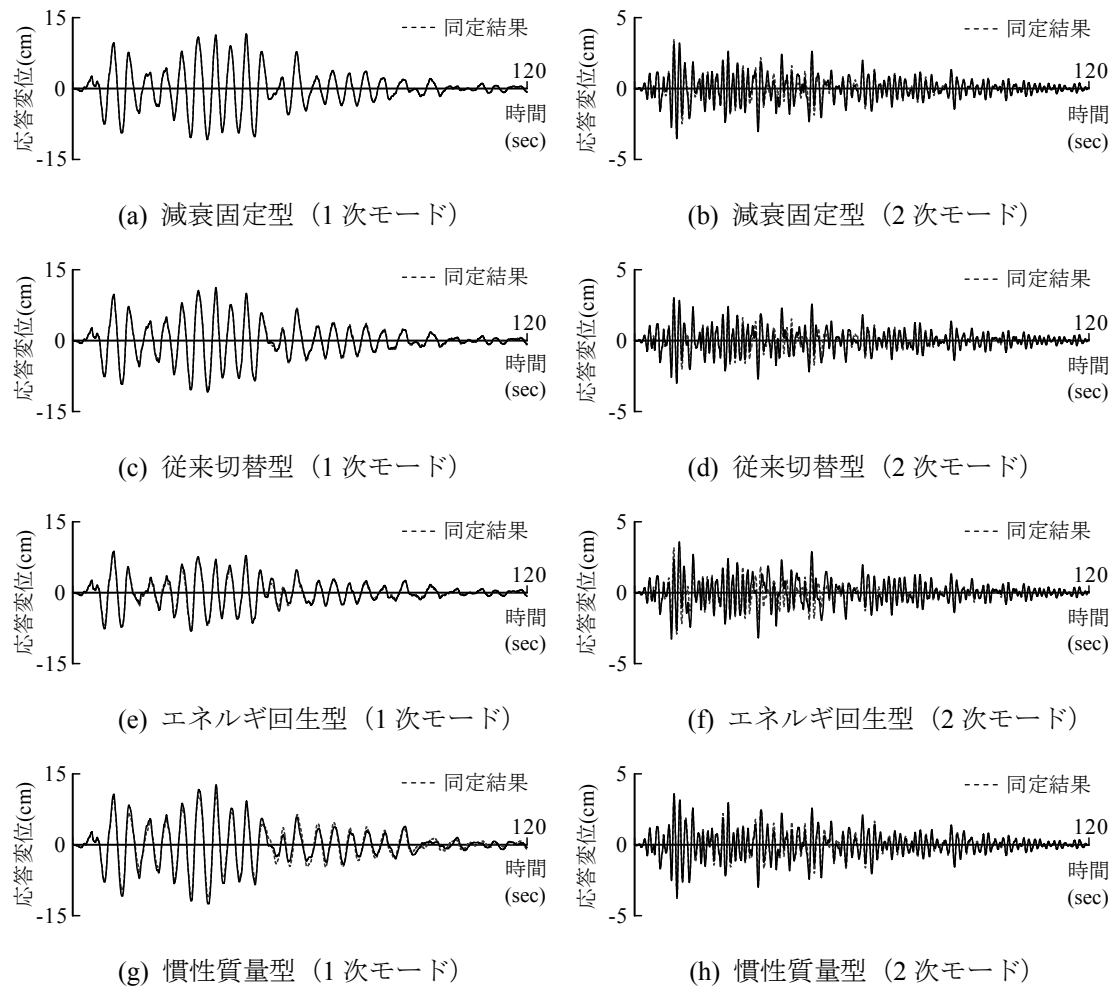 15
応答変位(cm)
0
-15
---- 同定結果
120
時間
(sec)
(a) 減衰固定型（1 次モード）
5
応答変位(cm)
0
-5
---- 同定結果
120
時間
(sec)
(b) 減衰固定型（2 次モード）
15
応答変位(cm)
0
-15
---- 同定結果
120
時間
(sec)
(c) 従来切替型（1 次モード）
5
応答変位(cm)
0
-5
---- 同定結果
120
時間
(sec)
(d) 従来切替型（2 次モード）
15
応答変位(cm)
0
-15
---- 同定結果
120
時間
(sec)
(e) エネルギ回生型（1 次モード）
5
応答変位(cm)
0
-5
---- 同定結果
120
時間
(sec)
(f) エネルギ回生型（2 次モード）
15
応答変位(cm)
0
-15
---- 同定結果
120
時間
(sec)
(g) 慣性質量型（1 次モード）
5
応答変位(cm)
0
-5
---- 同定結果
120
時間
(sec)
(h) 慣性質量型（2 次モード）